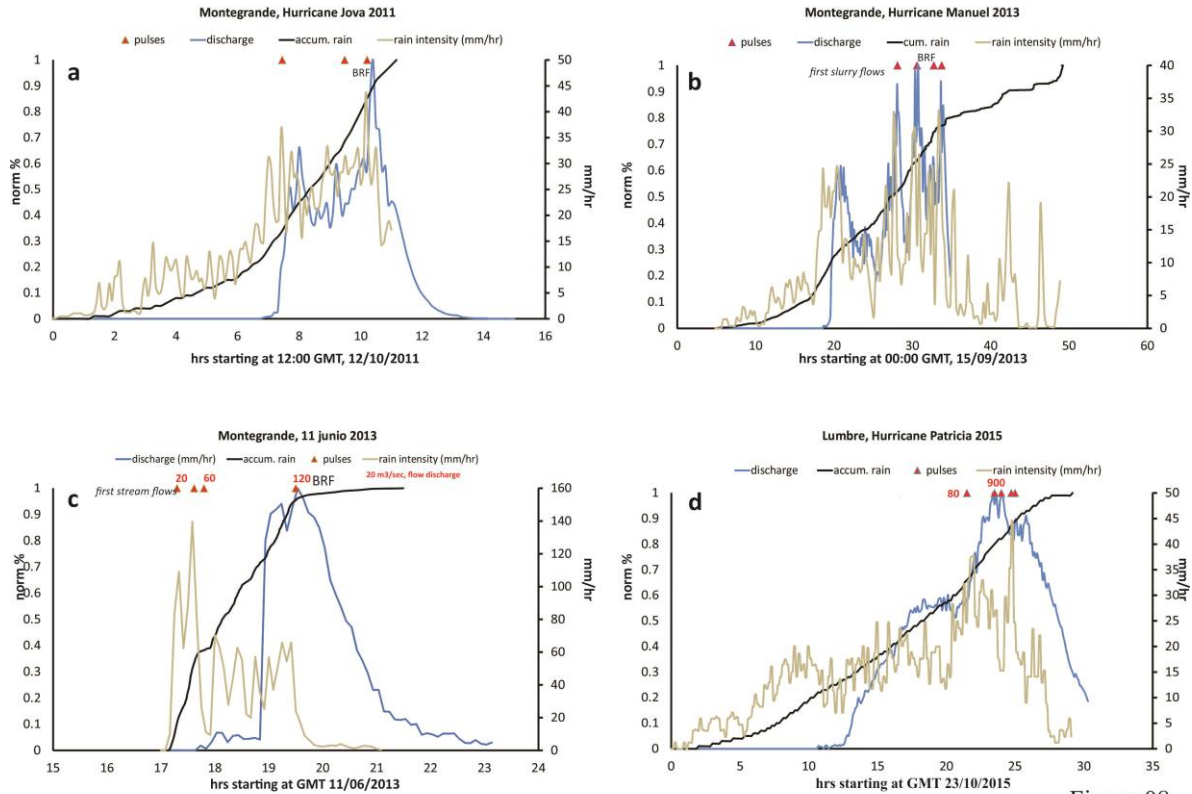 Montegrande, Hurricane Jova 2011
pulses discharge accum. rain rain intensity (mm/hr)
a
BRF
1
0.9
0.8
0.7
0.6
0.5
0.4
0.3
0.2
0.1
0
norm %
50
40
30
20
10
0
mm/hr
0 2 4 6 8 10 12 14 16
hrs starting at 12:00 GMT, 12/10/2011
Montegrande, Hurricane Manuel 2013
pulses discharge cum. rain rain intensity (mm/hr)
first slurry flows
BRF
b
1
0.9
0.8
0.7
0.6
0.5
0.4
0.3
0.2
0.1
0
norm %
40
35
30
25
20
15
10
5
0
mm/hr
0 10 20 30 40 50 60
hrs starting at 00:00 GMT, 15/09/2013
Montegrande, 11 junio 2013
discharge (mm/hr) accum. rain pulses rain intensity (mm/hr)
20 60 120 BRF 20 m3/sec, flow discharge
first stream flows
c
1
0.9
0.8
0.7
0.6
0.5
0.4
0.3
0.2
0.1
0
norm %
160
140
120
100
80
60
40
20
0
mm/hr
15 16 17 18 19 20 21 22 23 24
hrs starting at GMT 11/06/2013
Lumbre, Hurricane Patricia 2015
discharge accum. rain pulses rain intensity (mm/hr)
80 900
d
1
0.9
0.8
0.7
0.6
0.5
0.4
0.3
0.2
0.1
0
norm %
50
45
40
35
30
25
20
15
10
5
0
mm/hr
0 5 10 15 20 25 30 35
hrs starting at GMT 23/10/2015